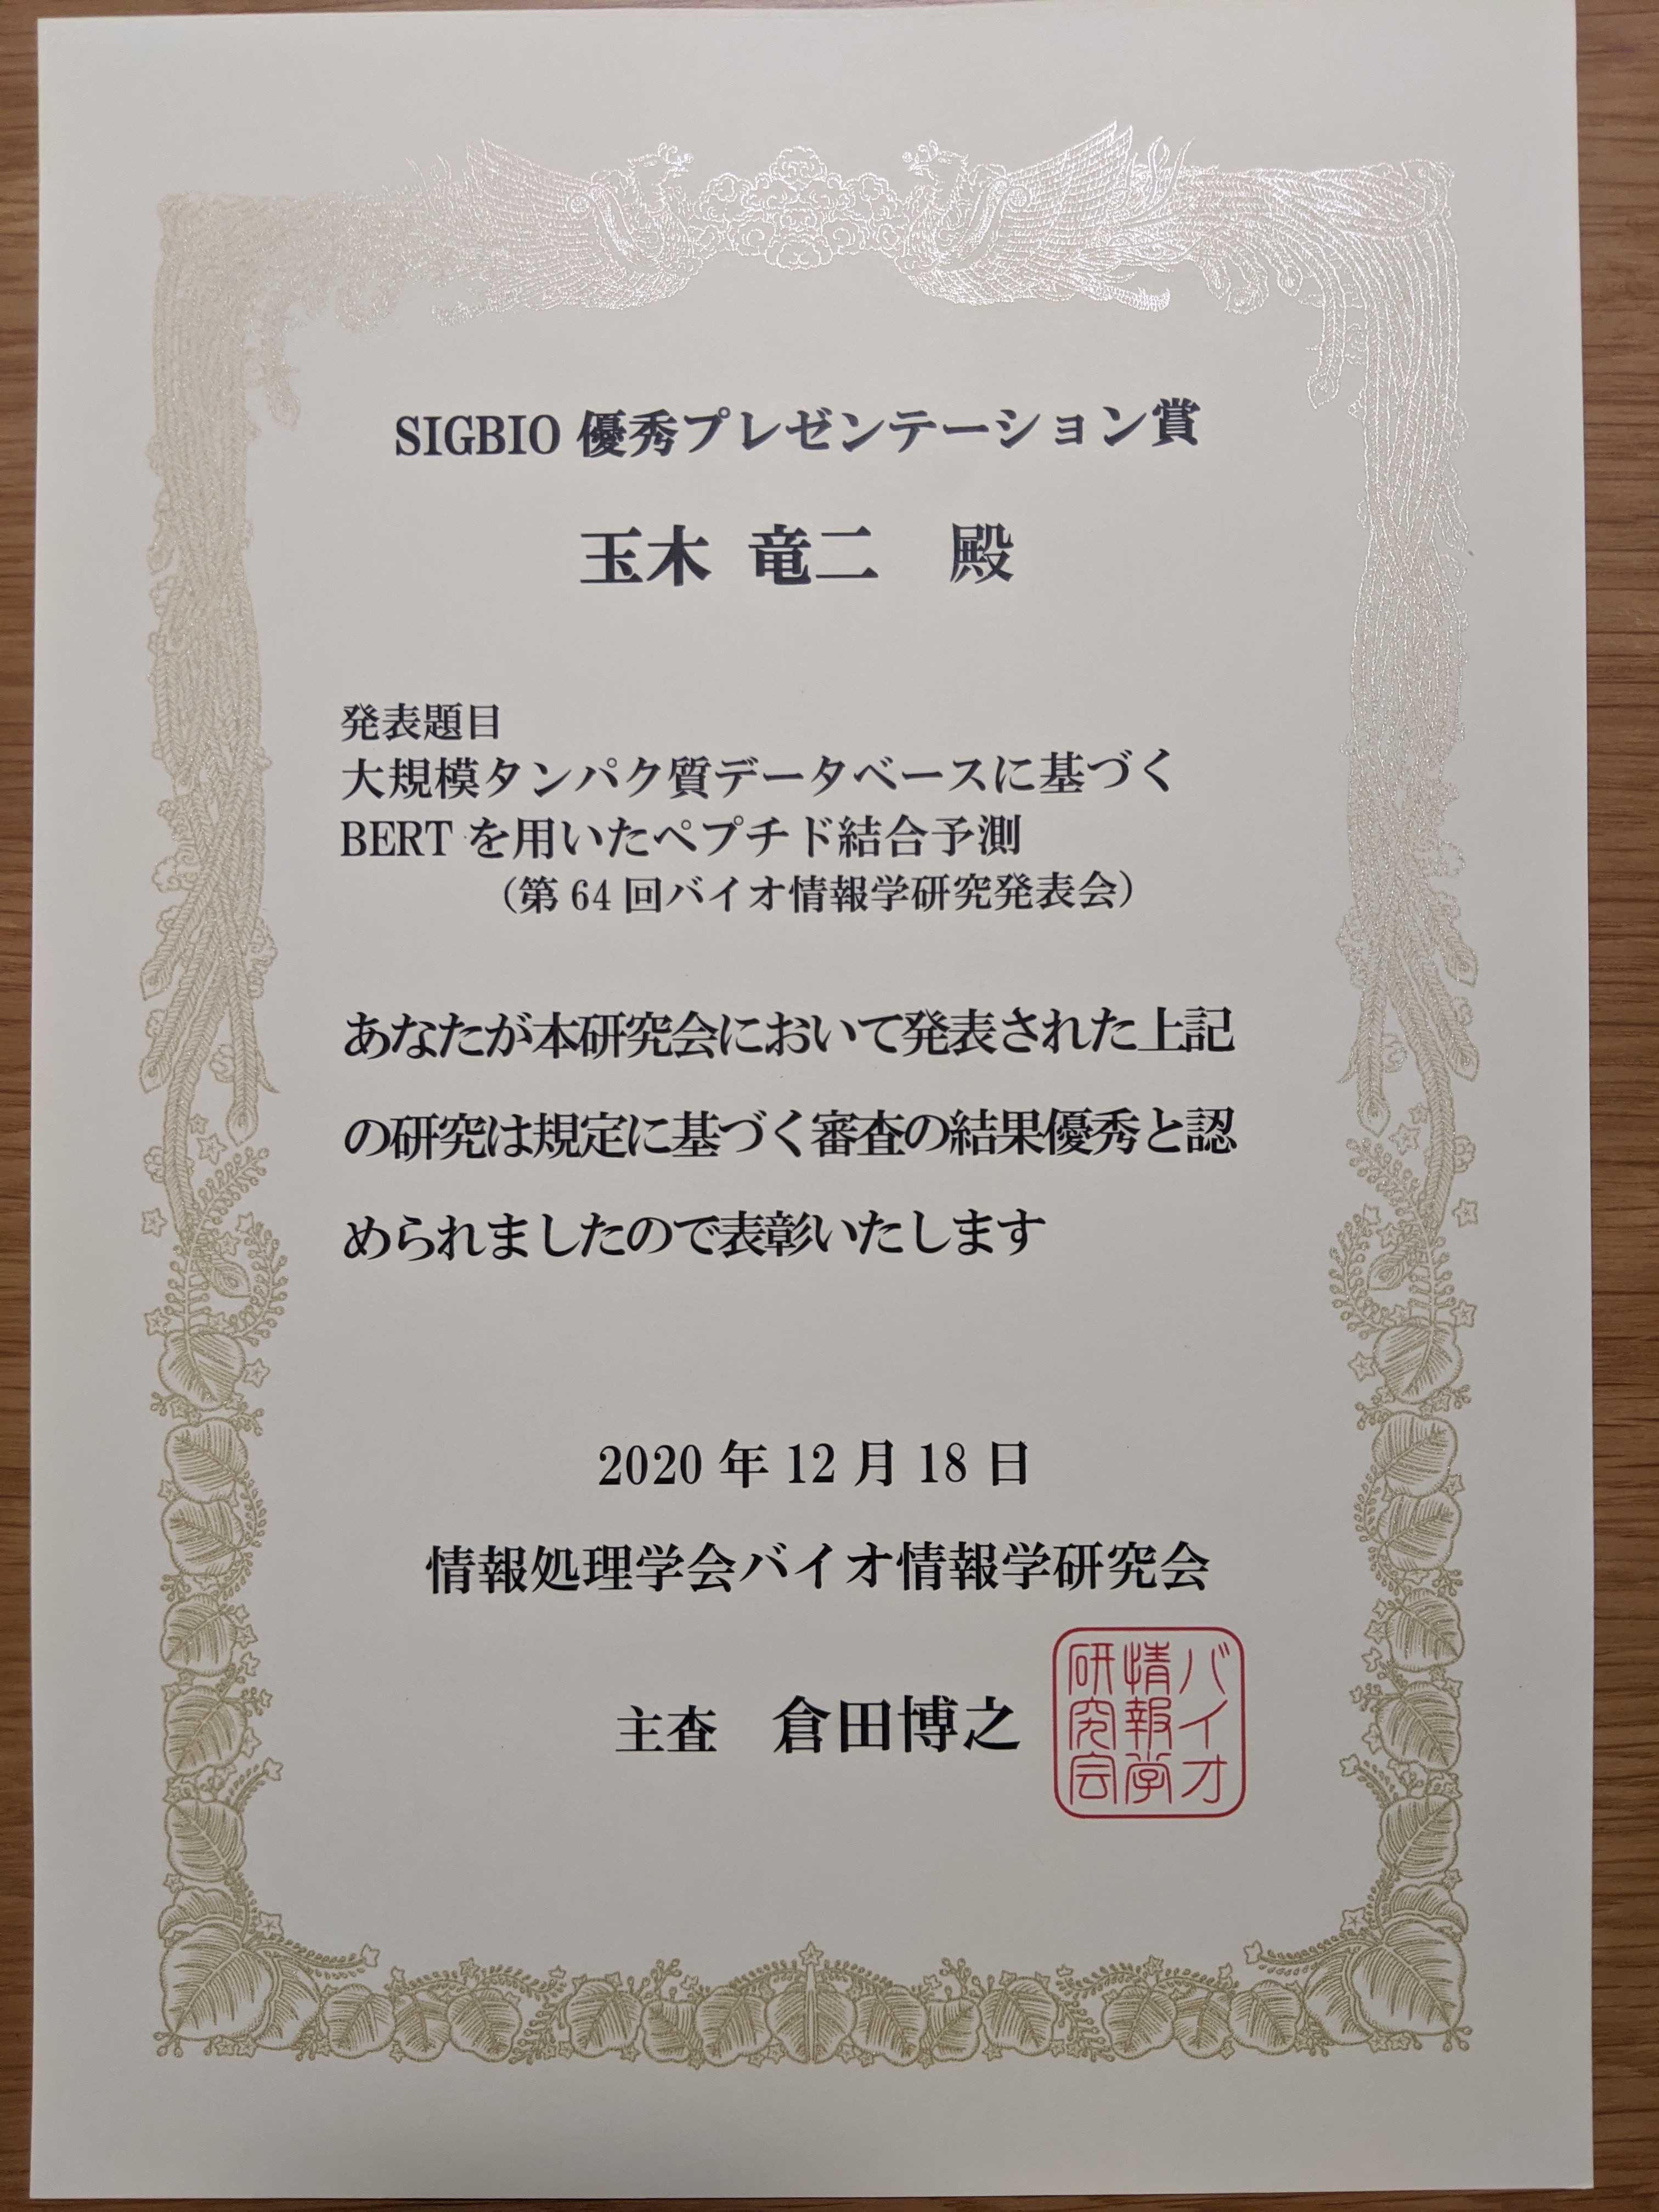 SIGBIO 優秀プレゼンテーション賞
玉木 竜二 殿
発表題目
大規模タンパク質データベースに基づく
BERT を用いたペプチド結合予測
（第 64 回バイオ情報学研究発表会）
あなたが本研究会において発表された上記
の研究は規定に基づく審査の結果優秀と認
められましたので表彰いたします
2020 年 12 月 18 日
情報処理学会バイオ情報学研究会
主査 倉田博之
バイオ
情報学
研究会